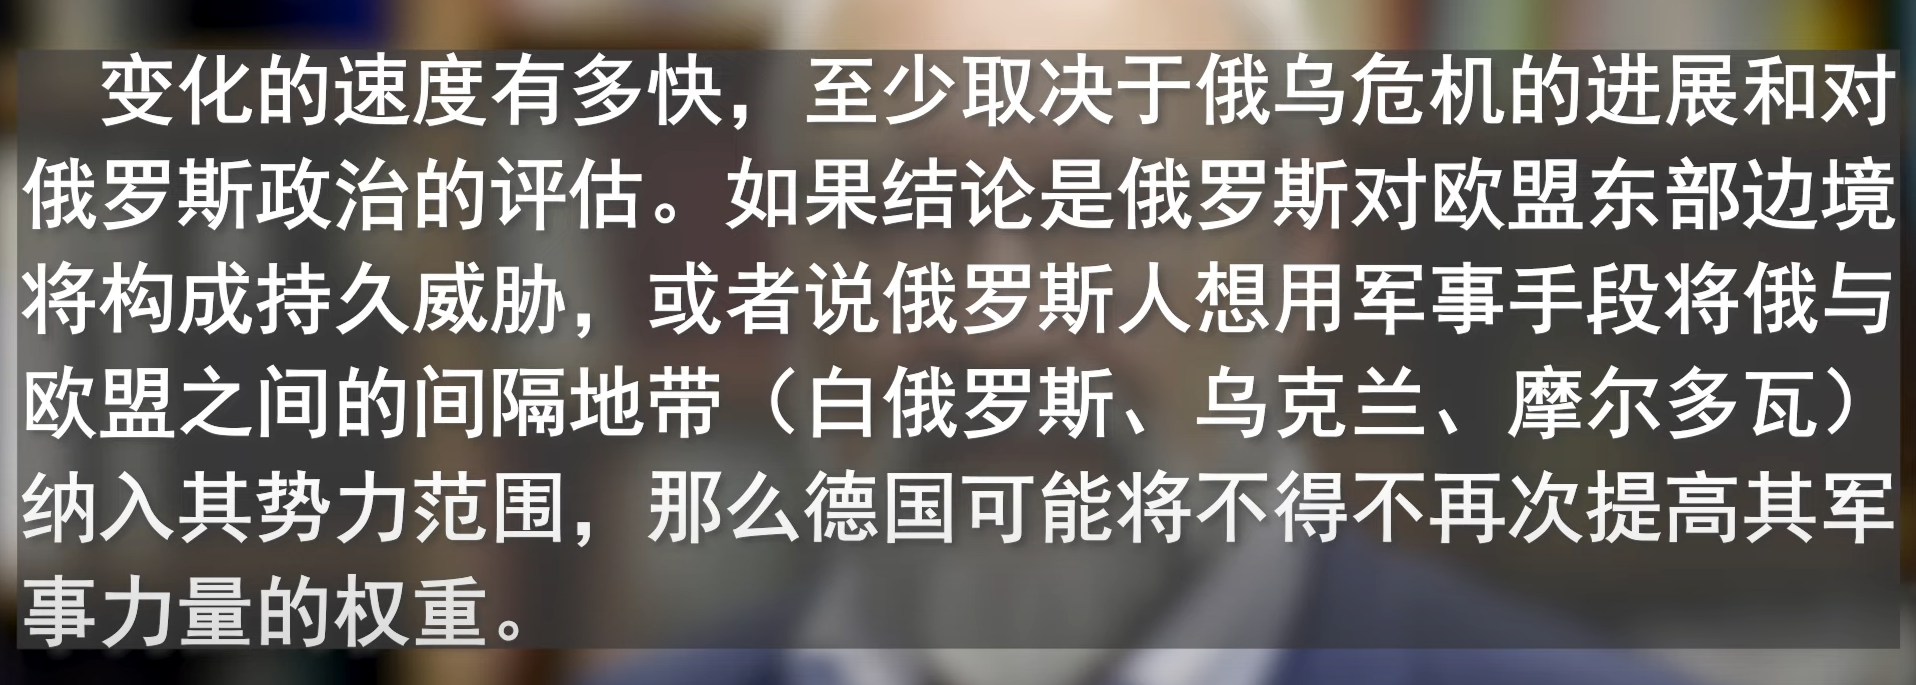 变化的速度有多快，至少取决于俄乌危机的进展和对
俄罗斯政治的评估。如果结论是俄罗斯对欧盟东部边境
将构成持久威胁，或者说俄罗斯人想用军事手段将俄与
欧盟之间的间隔地带（白俄罗斯、乌克兰、摩尔多瓦）
纳入其势力范围，那么德国可能将不得不再次提高其军
事力量的权重。